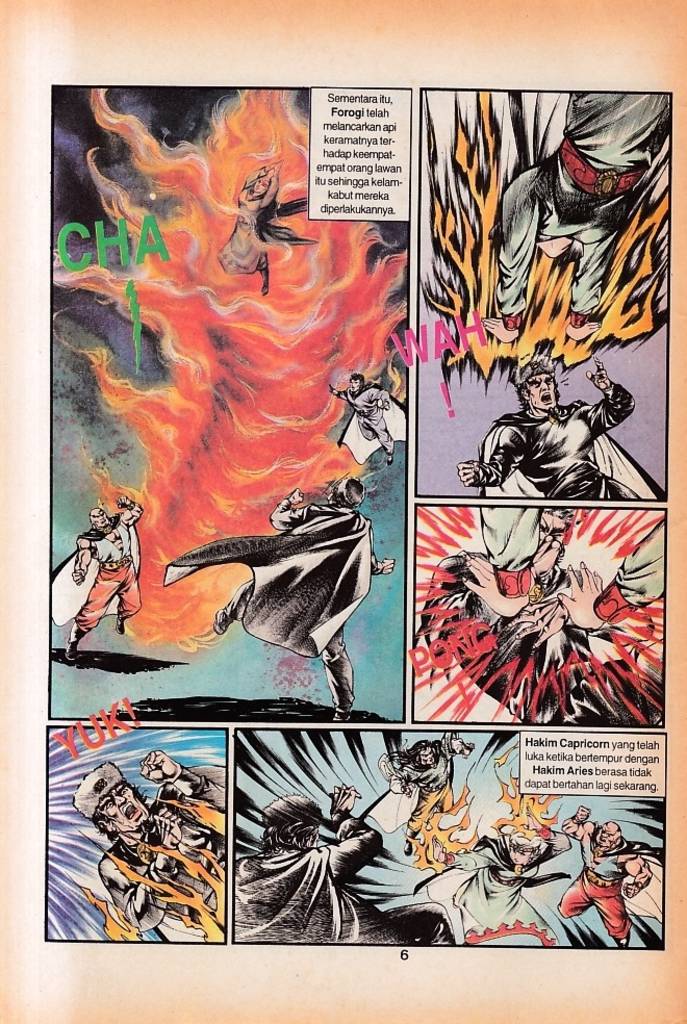 Sementara itu,
Forogi telah
melancarkan api
keramatnya ter-
hadap keempat-
empat orang lawan
itu sehingga kelam-
kabut mereka
diperlakukannya.
CHA
WAH
!
PONG
!
YUK!
Hakim Capricorn yang telah
luka ketika bertempur dengan
Hakim Aries berasa tidak
dapat bertahan lagi sekarang.
6